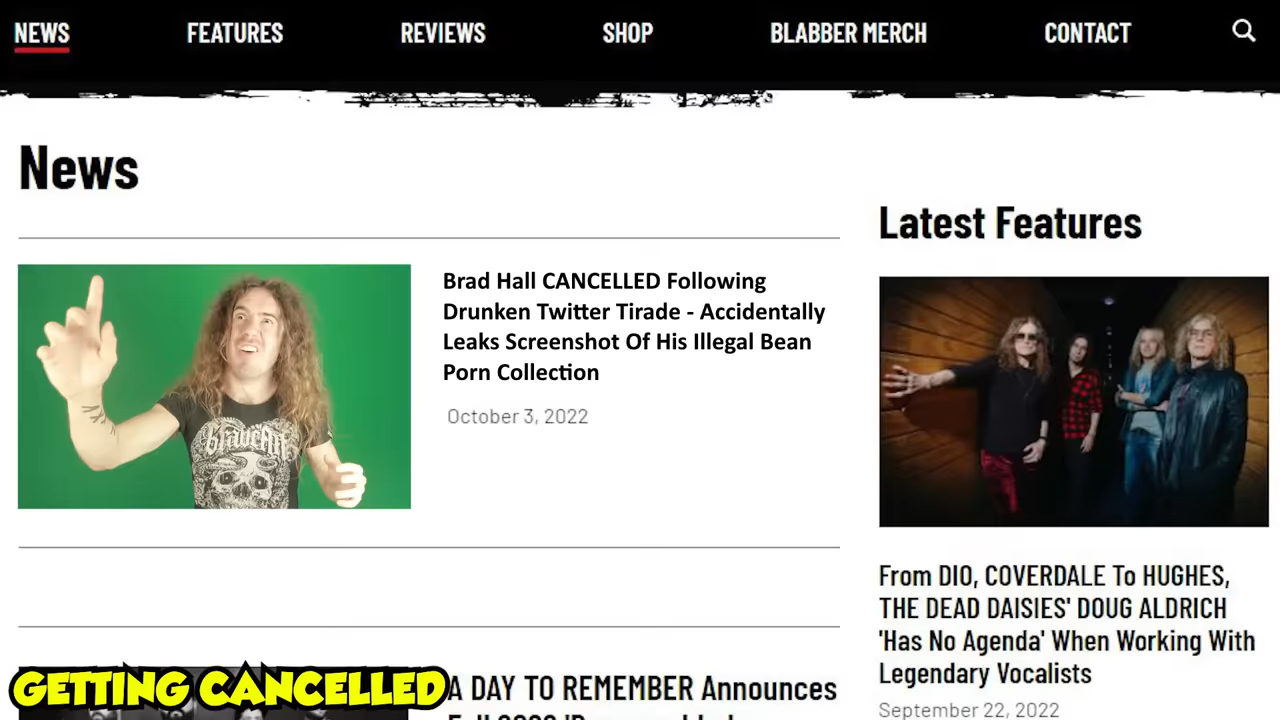 NEWS
FEATURES
REVIEWS
SHOP
BLABBER MERCH
CONTACT
News
Brad Hall CANCELLED Following
Drunken Twitter Tirade - Accidentally
Leaks Screenshot Of His Illegal Bean
Porn Collection
October 3, 2022
Latest Features
From DIO, COVERDALE To HUGHES,
THE DEAD DAISIES' DOUG ALDRICH
'Has No Agenda' When Working With
Legendary Vocalists
September 22, 2022
A DAY TO REMEMBER Announces
GETTING CANCELLED